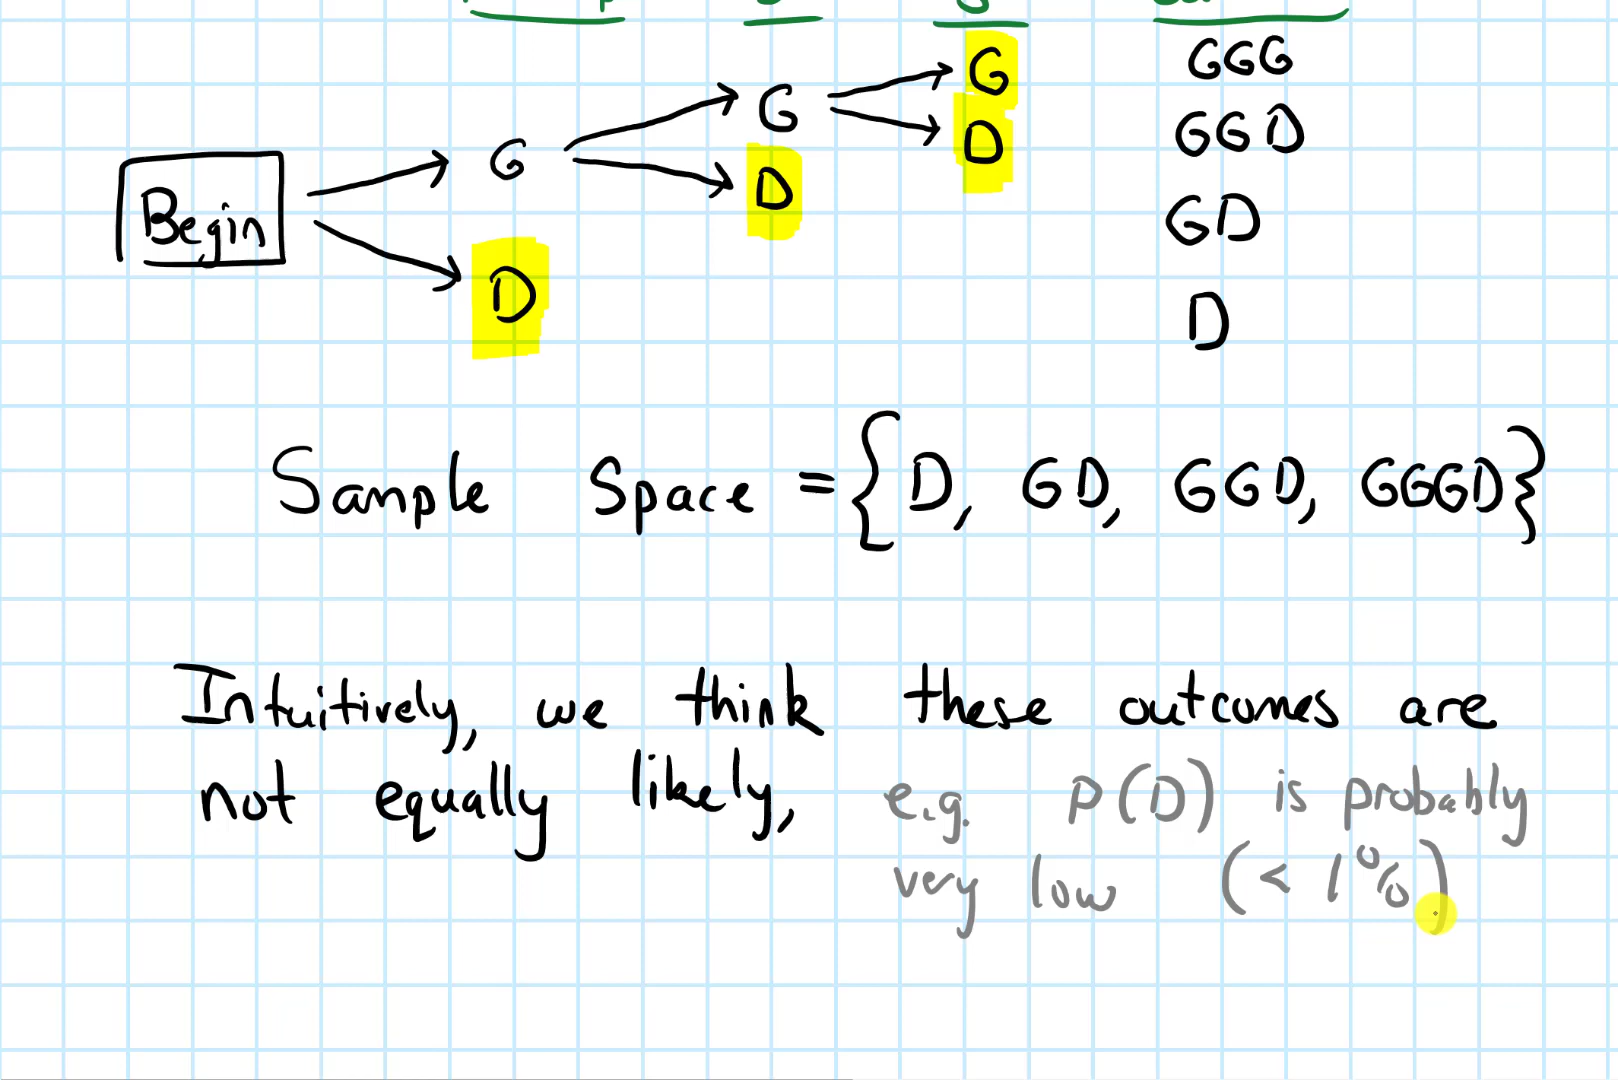 G GGG
G D GGD
G D GD
Begin
D D
Sample Space = {D, GD, GGD, GGGD}
Intuitively, we think these outcomes are
not equally likely, e.g. P(D) is probably
very low (< 1%)